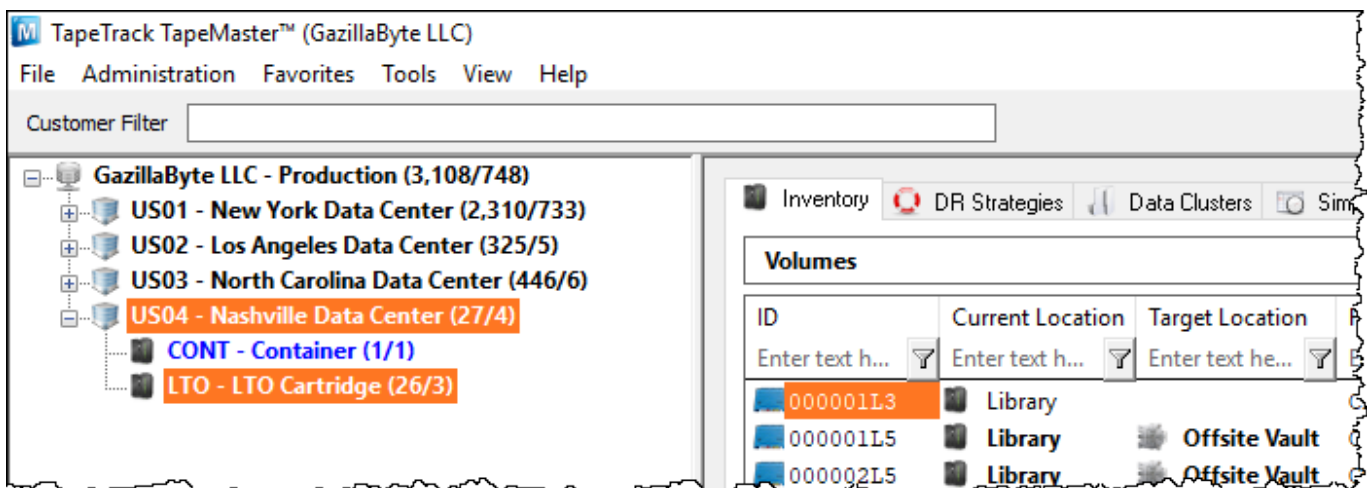 TapeTrack TapeMaster™ (GazillaByte LLC)
File Administration Favorites Tools View Help
Customer Filter
GazillaByte LLC - Production (3,108/748)
US01 - New York Data Center (2,310/733)
US02 - Los Angeles Data Center (325/5)
US03 - North Carolina Data Center (446/6)
US04 - Nashville Data Center (27/4)
CONT - Container (1/1)
LTO - LTO Cartridge (26/3)
Inventory DR Strategies Data Clusters
Volumes
ID Current Location Target Location
Enter text h... Enter text h... Enter text he...
000001L3 Library
000001L5 Library Offsite Vault
000002L5 Library Offsite Vault